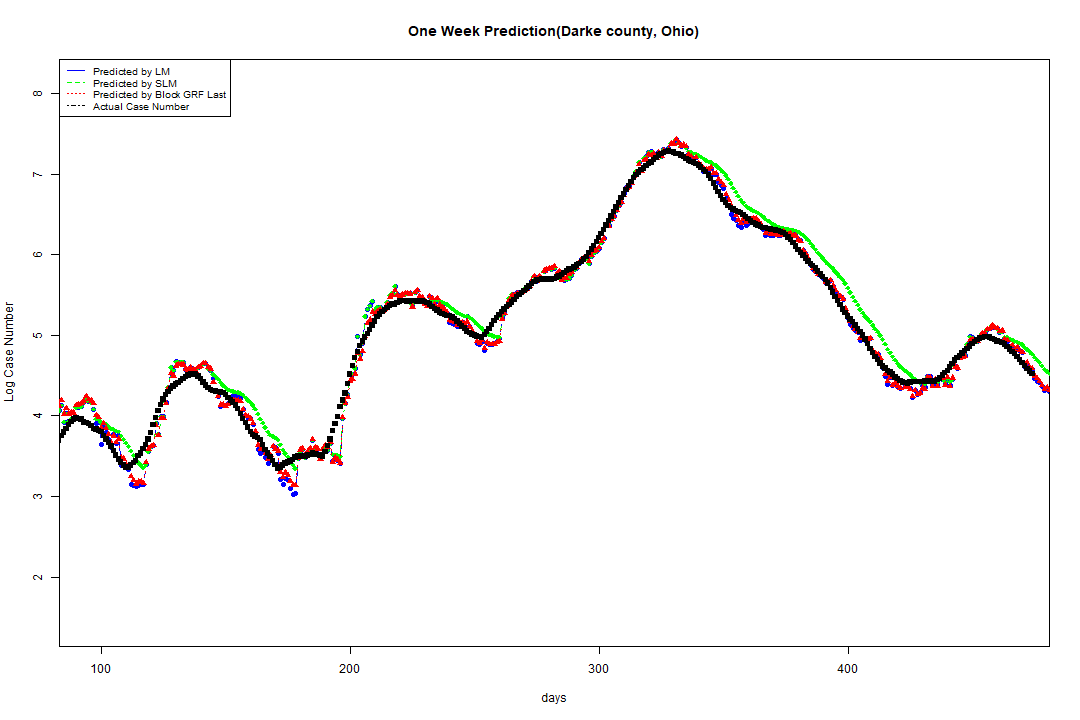 One Week Prediction(Darke county, Ohio)
Predicted by LM
Predicted by SLM
Predicted by Block GRF Last
Actual Case Number
Log Case Number
8
7
6
5
4
3
2
100 200 300 400
days